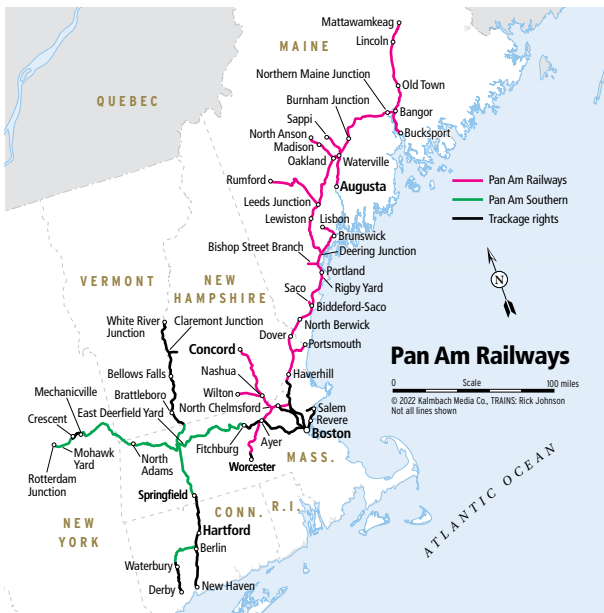 Mattawamkeag
Lincoln
MAINE
Northern Maine Junction
Old Town
QUEBEC
Burnham Junction
Bangor
Sappi
North Anson
Bucksport
Madison
Oakland
Waterville
Rumford
Augusta
Pan Am Railways
Leeds Junction
Pan Am Southern
Lewiston
Lisbon
Trackage rights
Brunswick
Bishop Street Branch
Deering Junction
Portland
N
VERMONT
NEW
HAMPSHIRE
Rigby Yard
Saco
Biddeford-Saco
White River
Junction
Claremont Junction
North Berwick
Dover
Portsmouth
Concord
Pan Am Railways
Bellows Falls
Nashua
Haverhill
0 Scale 100 miles
Mechanicville
Brattleboro
Wilton
© 2022 Kalmbach Media Co., TRAINS: Rick Johnson
Not all lines shown
Crescent
East Deerfield Yard
North Chelmsford
Salem
Revere
Boston
Mohawk
Yard
North
Adams
Fitchburg
Ayer
MASS.
Rotterdam
Junction
Worcester
ATLANTIC OCEAN
Springfield
NEW
YORK
CONN.
R.I.
Hartford
Berlin
Waterbury
Derby
New Haven